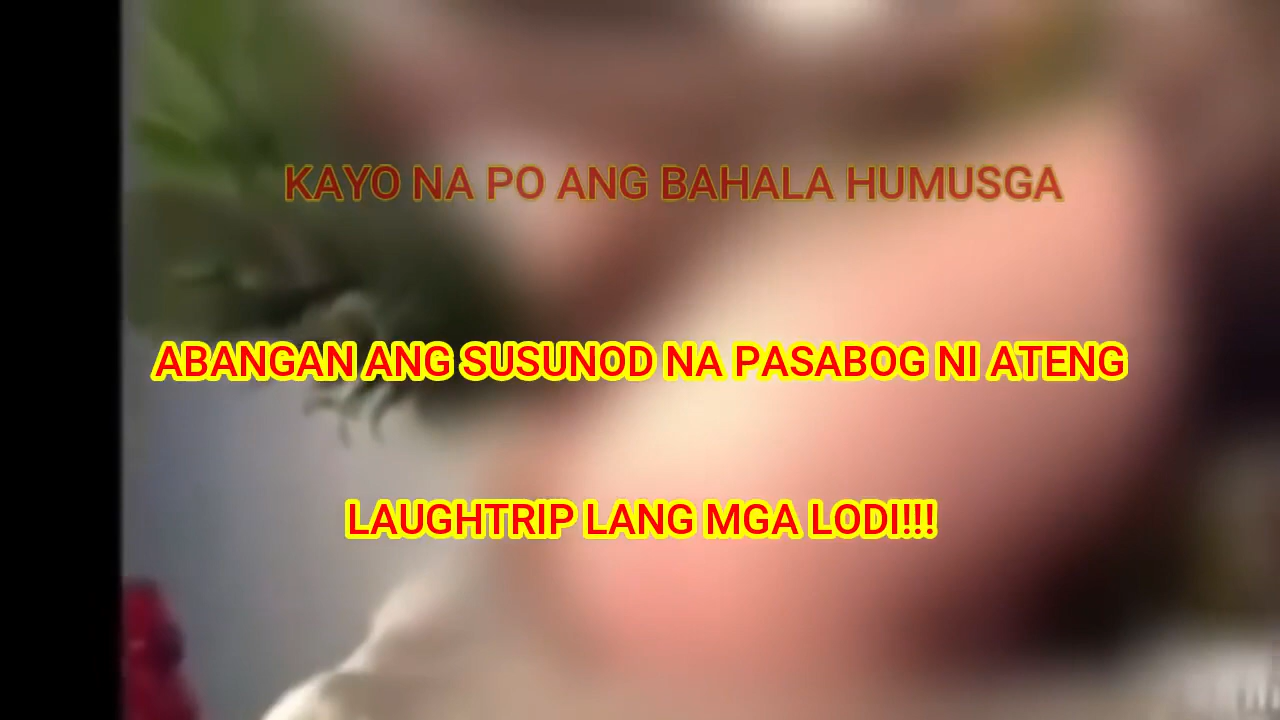 KAYO NA PO ANG BAHALA HUMUSGA
ABANGAN ANG SUSUNOD NA PASABOG NI ATENG
LAUGHTRIP LANG MGA LODI!!!